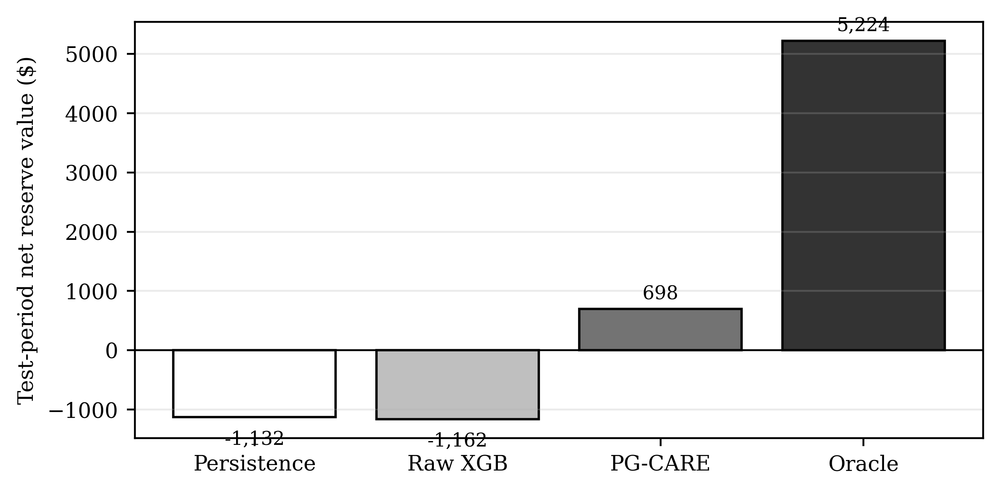 Test-period net reserve value ($)
5000
4000
3000
2000
1000
0
−1000
5,224
698
-1,132
-1,162
Persistence
Raw XGB
PG-CARE
Oracle